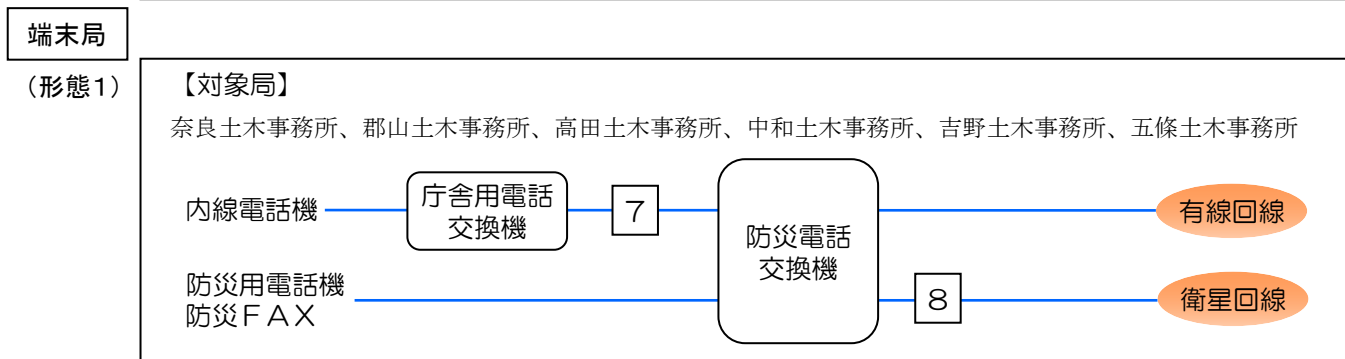 端末局
(形態1)
【対象局】
奈良土木事務所、郡山土木事務所、高田土木事務所、中和土木事務所、吉野土木事務所、五條土木事務所
内線電話機
庁舎用電話
交換機
7
防災電話
交換機
有線回線
防災用電話機
防災FAX
8
衛星回線